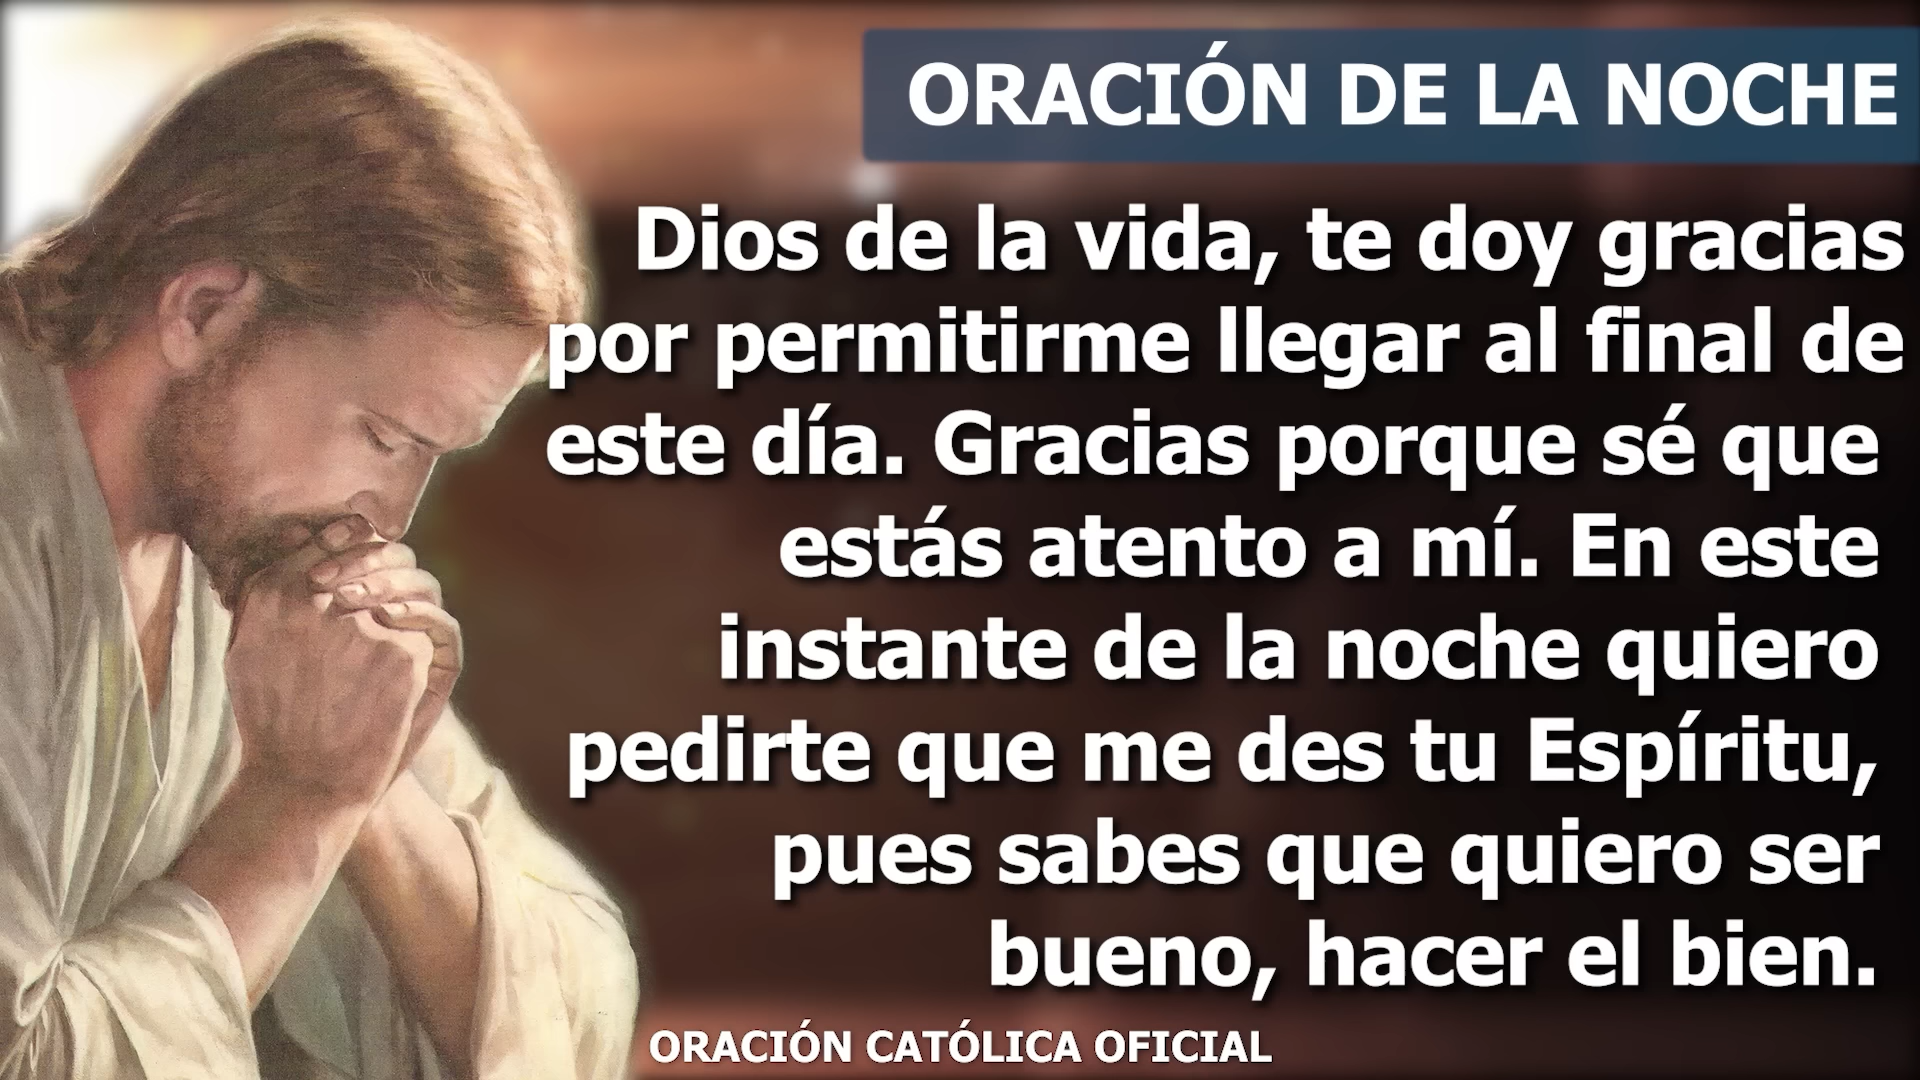 ORACIÓN DE LA NOCHE
Dios de la vida, te doy gracias
por permitirme llegar al final de
este día. Gracias porque sé que
estás atento a mí. En este
instante de la noche quiero
pedirte que me des tu Espíritu,
pues sabes que quiero ser
bueno, hacer el bien.
ORACIÓN CATÓLICA OFICIAL